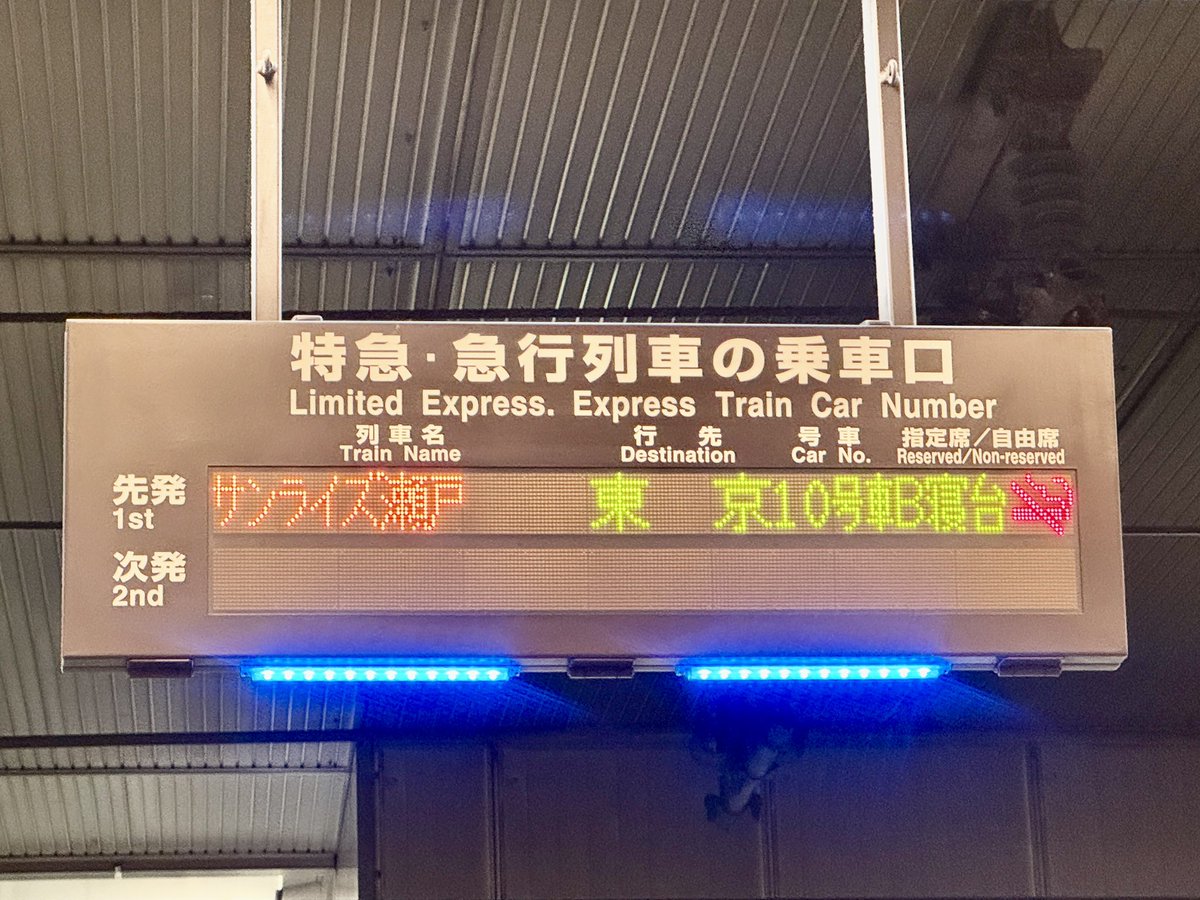 特急・急行列車の乗車口
Limited Express. Express Train Car Number
列車名 行先 号車 指定席／自由席
Train Name Destination Car No. Reserved/Non-reserved
先発 サンライズ瀬戸 東京 10号車B寝台
1st
次発
2nd